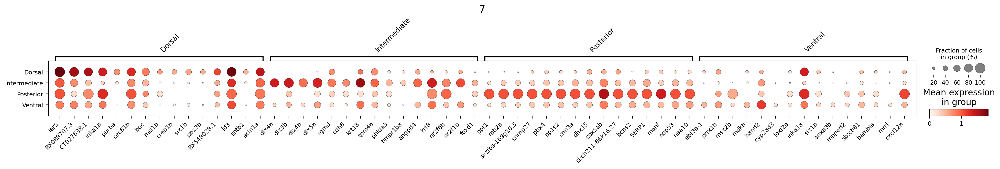 7
Dorsal
Intermediate
Posterior
Ventral
Dorsal
Intermediate
Posterior
Ventral
ier5
BX088707.3
CT027638.1
inka1a
purba
sec61b
boc
msl1b
creb1b
six1b
pbx3b
BX548028.1
id3
sntb2
acin1a
dlx4a
dlx3b
dlx4b
dlx5a
rgmd
cdh6
krt18
tpm4a
phlda3
bmpr1ba
angptl4
krt8
nr2f6b
nr2f1b
foxd1
ppt1
rab2a
si:zfos-169g10.3
snrnp27
pbx4
ap1s2
cnn3a
dhx15
cox5ab
si:ch211-66k16.27
bcas2
SERP1
manf
nop53
naa10
ebf3a-1
prrx1b
msx2b
mdkb
hand2
cyp2ad3
foxf2a
inka1a
six1a
anxa3b
mpped2
sb:cb81
bambia
mrrf
cxcl12a
Fraction of cells
in group (%)
20 40 60 80 100
Mean expression
in group
0 1